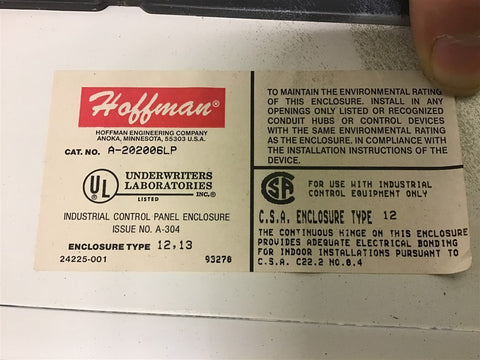 Hoffman®
HOFFMAN ENGINEERING COMPANY
ANOKA, MINNESOTA, 55303 U.S.A.
CAT. NO. A-202006LP
UL
LISTED
UNDERWRITERS
LABORATORIES
INC.®
INDUSTRIAL CONTROL PANEL ENCLOSURE
ISSUE NO. A-304
ENCLOSURE TYPE 12,13
24225-001 93278
TO MAINTAIN THE ENVIRONMENTAL RATING
OF THIS ENCLOSURE. INSTALL IN ANY
OPENINGS ONLY LISTED OR RECOGNIZED
CONDUIT HUBS OR CONTROL DEVICES
WITH THE SAME ENVIRONMENTAL RATING
AS THE ENCLOSURE. IN COMPLIANCE WITH
THE INSTALLATION INSTRUCTIONS OF THE
DEVICE.
SA
FOR USE WITH INDUSTRIAL
CONTROL EQUIPMENT ONLY
C.S.A. ENCLOSURE TYPE 12
THE CONTINUOUS HINGE ON THIS ENCLOSURE
PROVIDES ADEQUATE ELECTRICAL BONDING
FOR INDOOR INSTALLATIONS PURSUANT TO
C.S.A. C22.2 NO.0.4